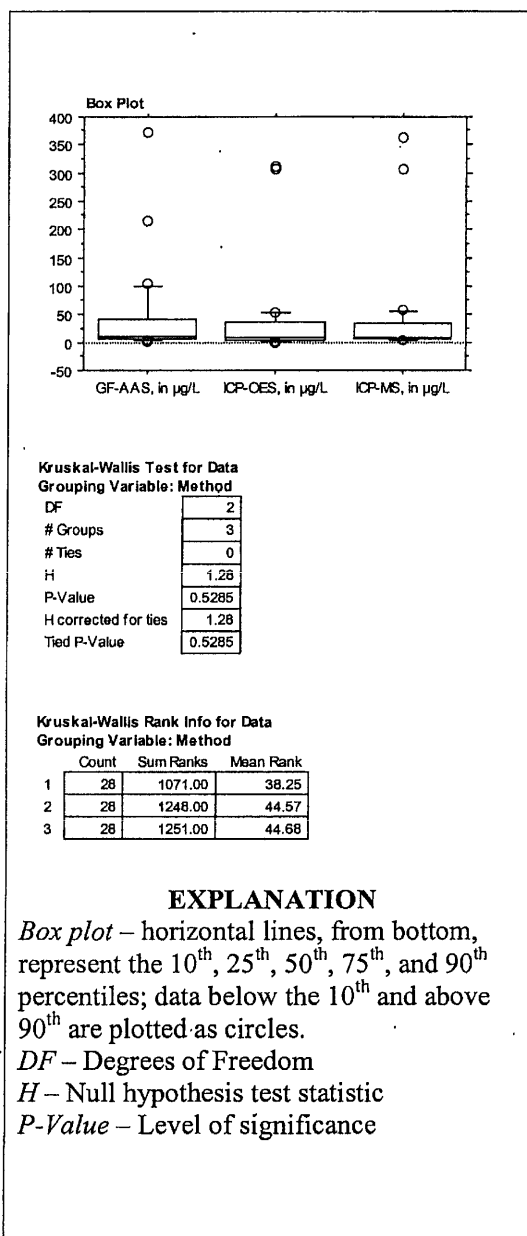 Box Plot
400
350
300
250
200
150
100
50
0
-50
GF-AAS, in µg/L ICP-OES, in µg/L ICP-MS, in µg/L
Kruskal-Wallis Test for Data
Grouping Variable: Method
DF 2
# Groups 3
# Ties 0
H 1.28
P-Value 0.5285
H corrected for ties 1.28
Tied P-Value 0.5285
Kruskal-Wallis Rank Info for Data
Grouping Variable: Method
Count Sum Ranks Mean Rank
1 28 1071.00 38.25
2 28 1248.00 44.57
3 28 1251.00 44.68
EXPLANATION
Box plot – horizontal lines, from bottom,
represent the 10th, 25th, 50th, 75th, and 90th
percentiles; data below the 10th and above
90th are plotted as circles.
DF – Degrees of Freedom
H – Null hypothesis test statistic
P-Value – Level of significance